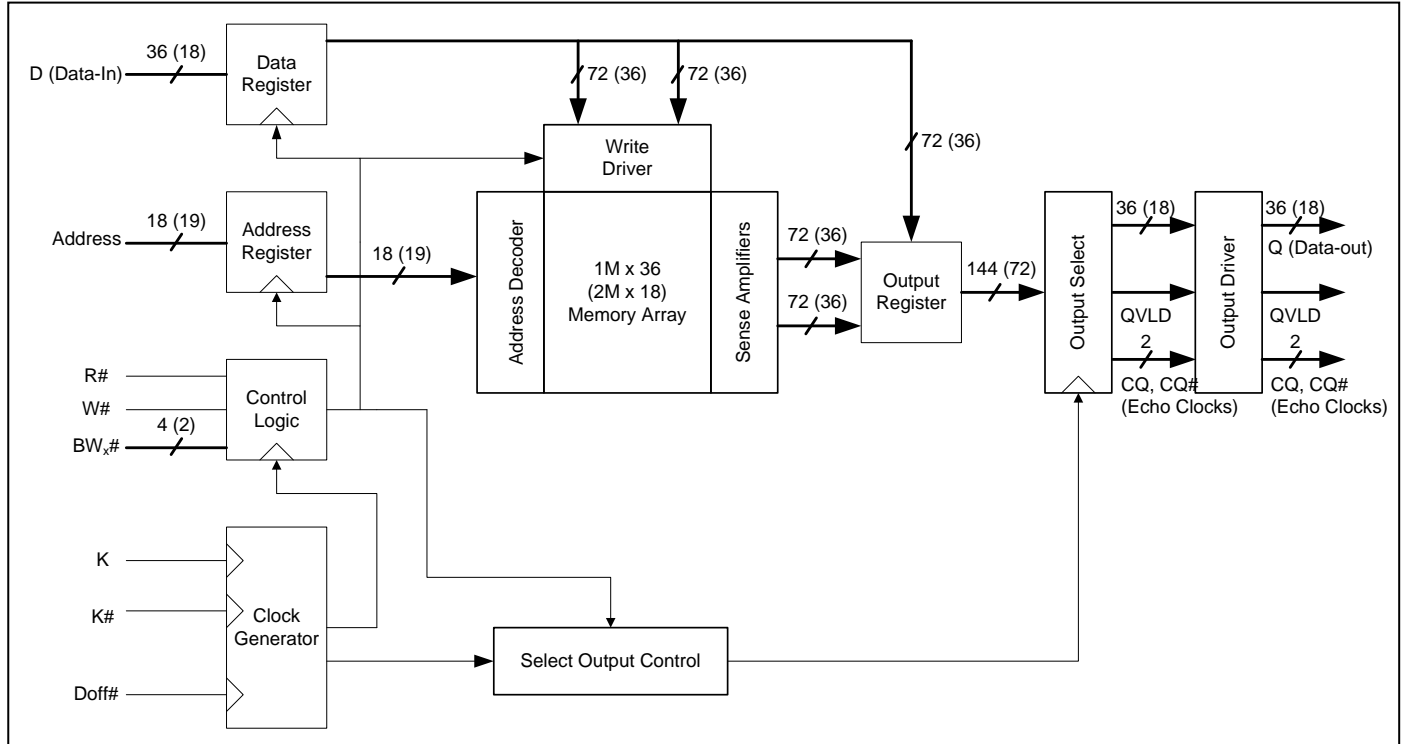 36 (18)
D (Data-In)
Data
Register
72 (36)
72 (36)
72 (36)
Write
Driver
18 (19)
Address
Address
Register
18 (19)
Address Decoder
1M x 36
(2M x 18)
Memory Array
Sense Amplifiers
72 (36)
72 (36)
Output
Register
144 (72)
Output Select
36 (18)
QVLD
2
CQ, CQ#
(Echo Clocks)
Output Driver
36 (18)
Q (Data-out)
QVLD
2
CQ, CQ#
(Echo Clocks)
R#
W#
4 (2)
BWx#
Control
Logic
K
K#
Doff#
Clock
Generator
Select Output Control